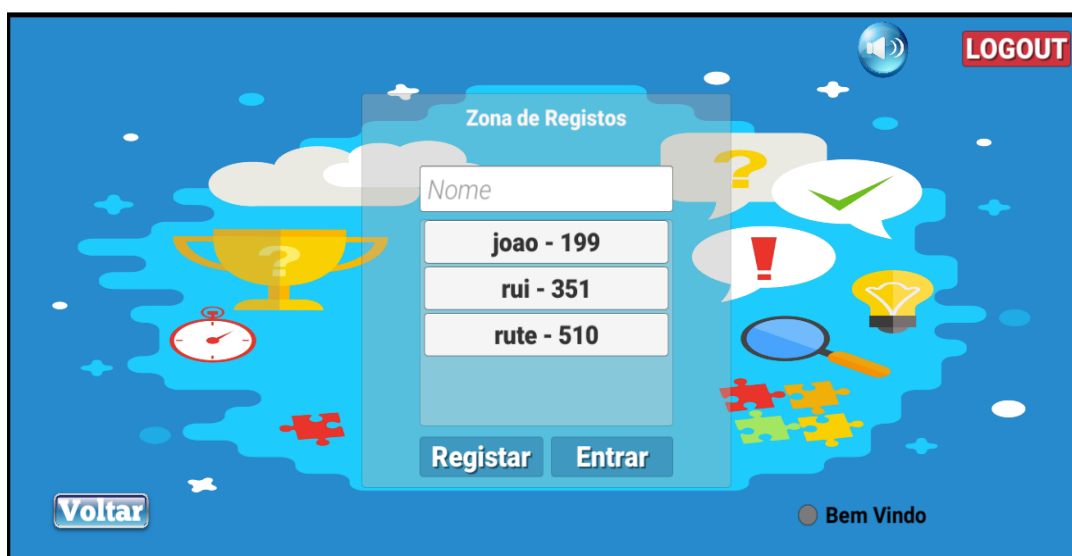 LOGOUT
Zona de Registos
Nome
joao - 199
rui - 351
rute - 510
Registar
Entrar
Voltar
Bem Vindo